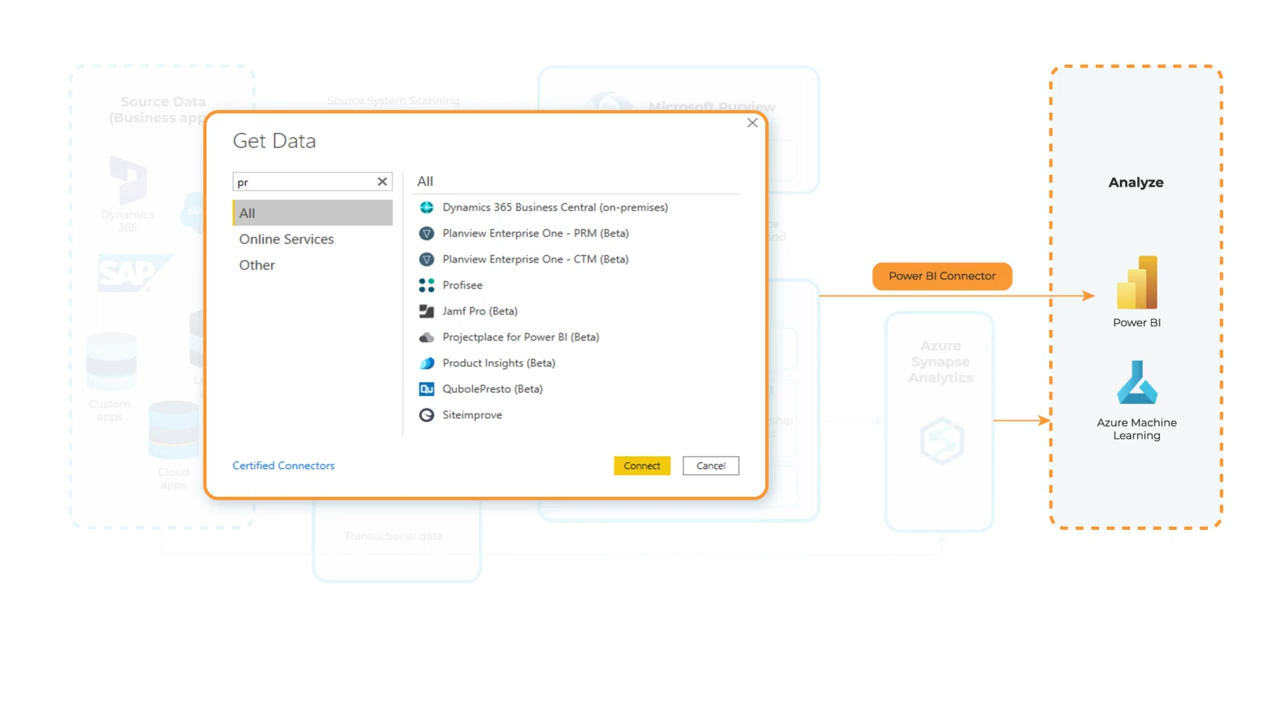 Source Data
(Business app
Source System Scanning
Microsoft Purview
Dynamics
365
SAP
Custom
apps
Cloud
apps
Transactional data
Get Data
pr
All
Online Services
Other
All
Dynamics 365 Business Central (on-premises)
Planview Enterprise One - PRM (Beta)
Planview Enterprise One - CTM (Beta)
Profisee
Jamf Pro (Beta)
Projectplace for Power BI (Beta)
Product Insights (Beta)
QubolePresto (Beta)
Siteimprove
Certified Connectors
Connect
Cancel
Power BI Connector
Azure
Synapse
Analytics
Analyze
Power BI
Azure Machine
Learning